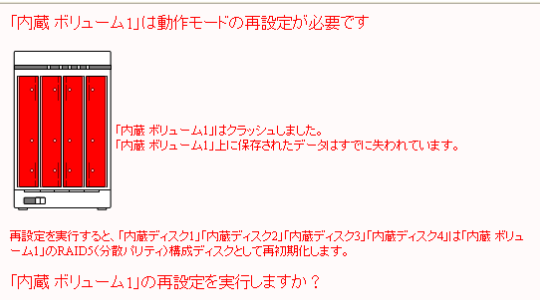 「内蔵 ボリューム1」は動作モードの再設定が必要です
「内蔵 ボリューム1」はクラッシュしました。
「内蔵 ボリューム1」上に保存されたデータはすでに失われています。
再設定を実行すると、「内蔵ディスク1」「内蔵ディスク2」「内蔵ディスク3」「内蔵ディスク4」は「内蔵 ボリュ
ーム1」のRAID5(分散パリティ)構成ディスクとして再初期化します。
「内蔵 ボリューム1」の再設定を実行しますか？